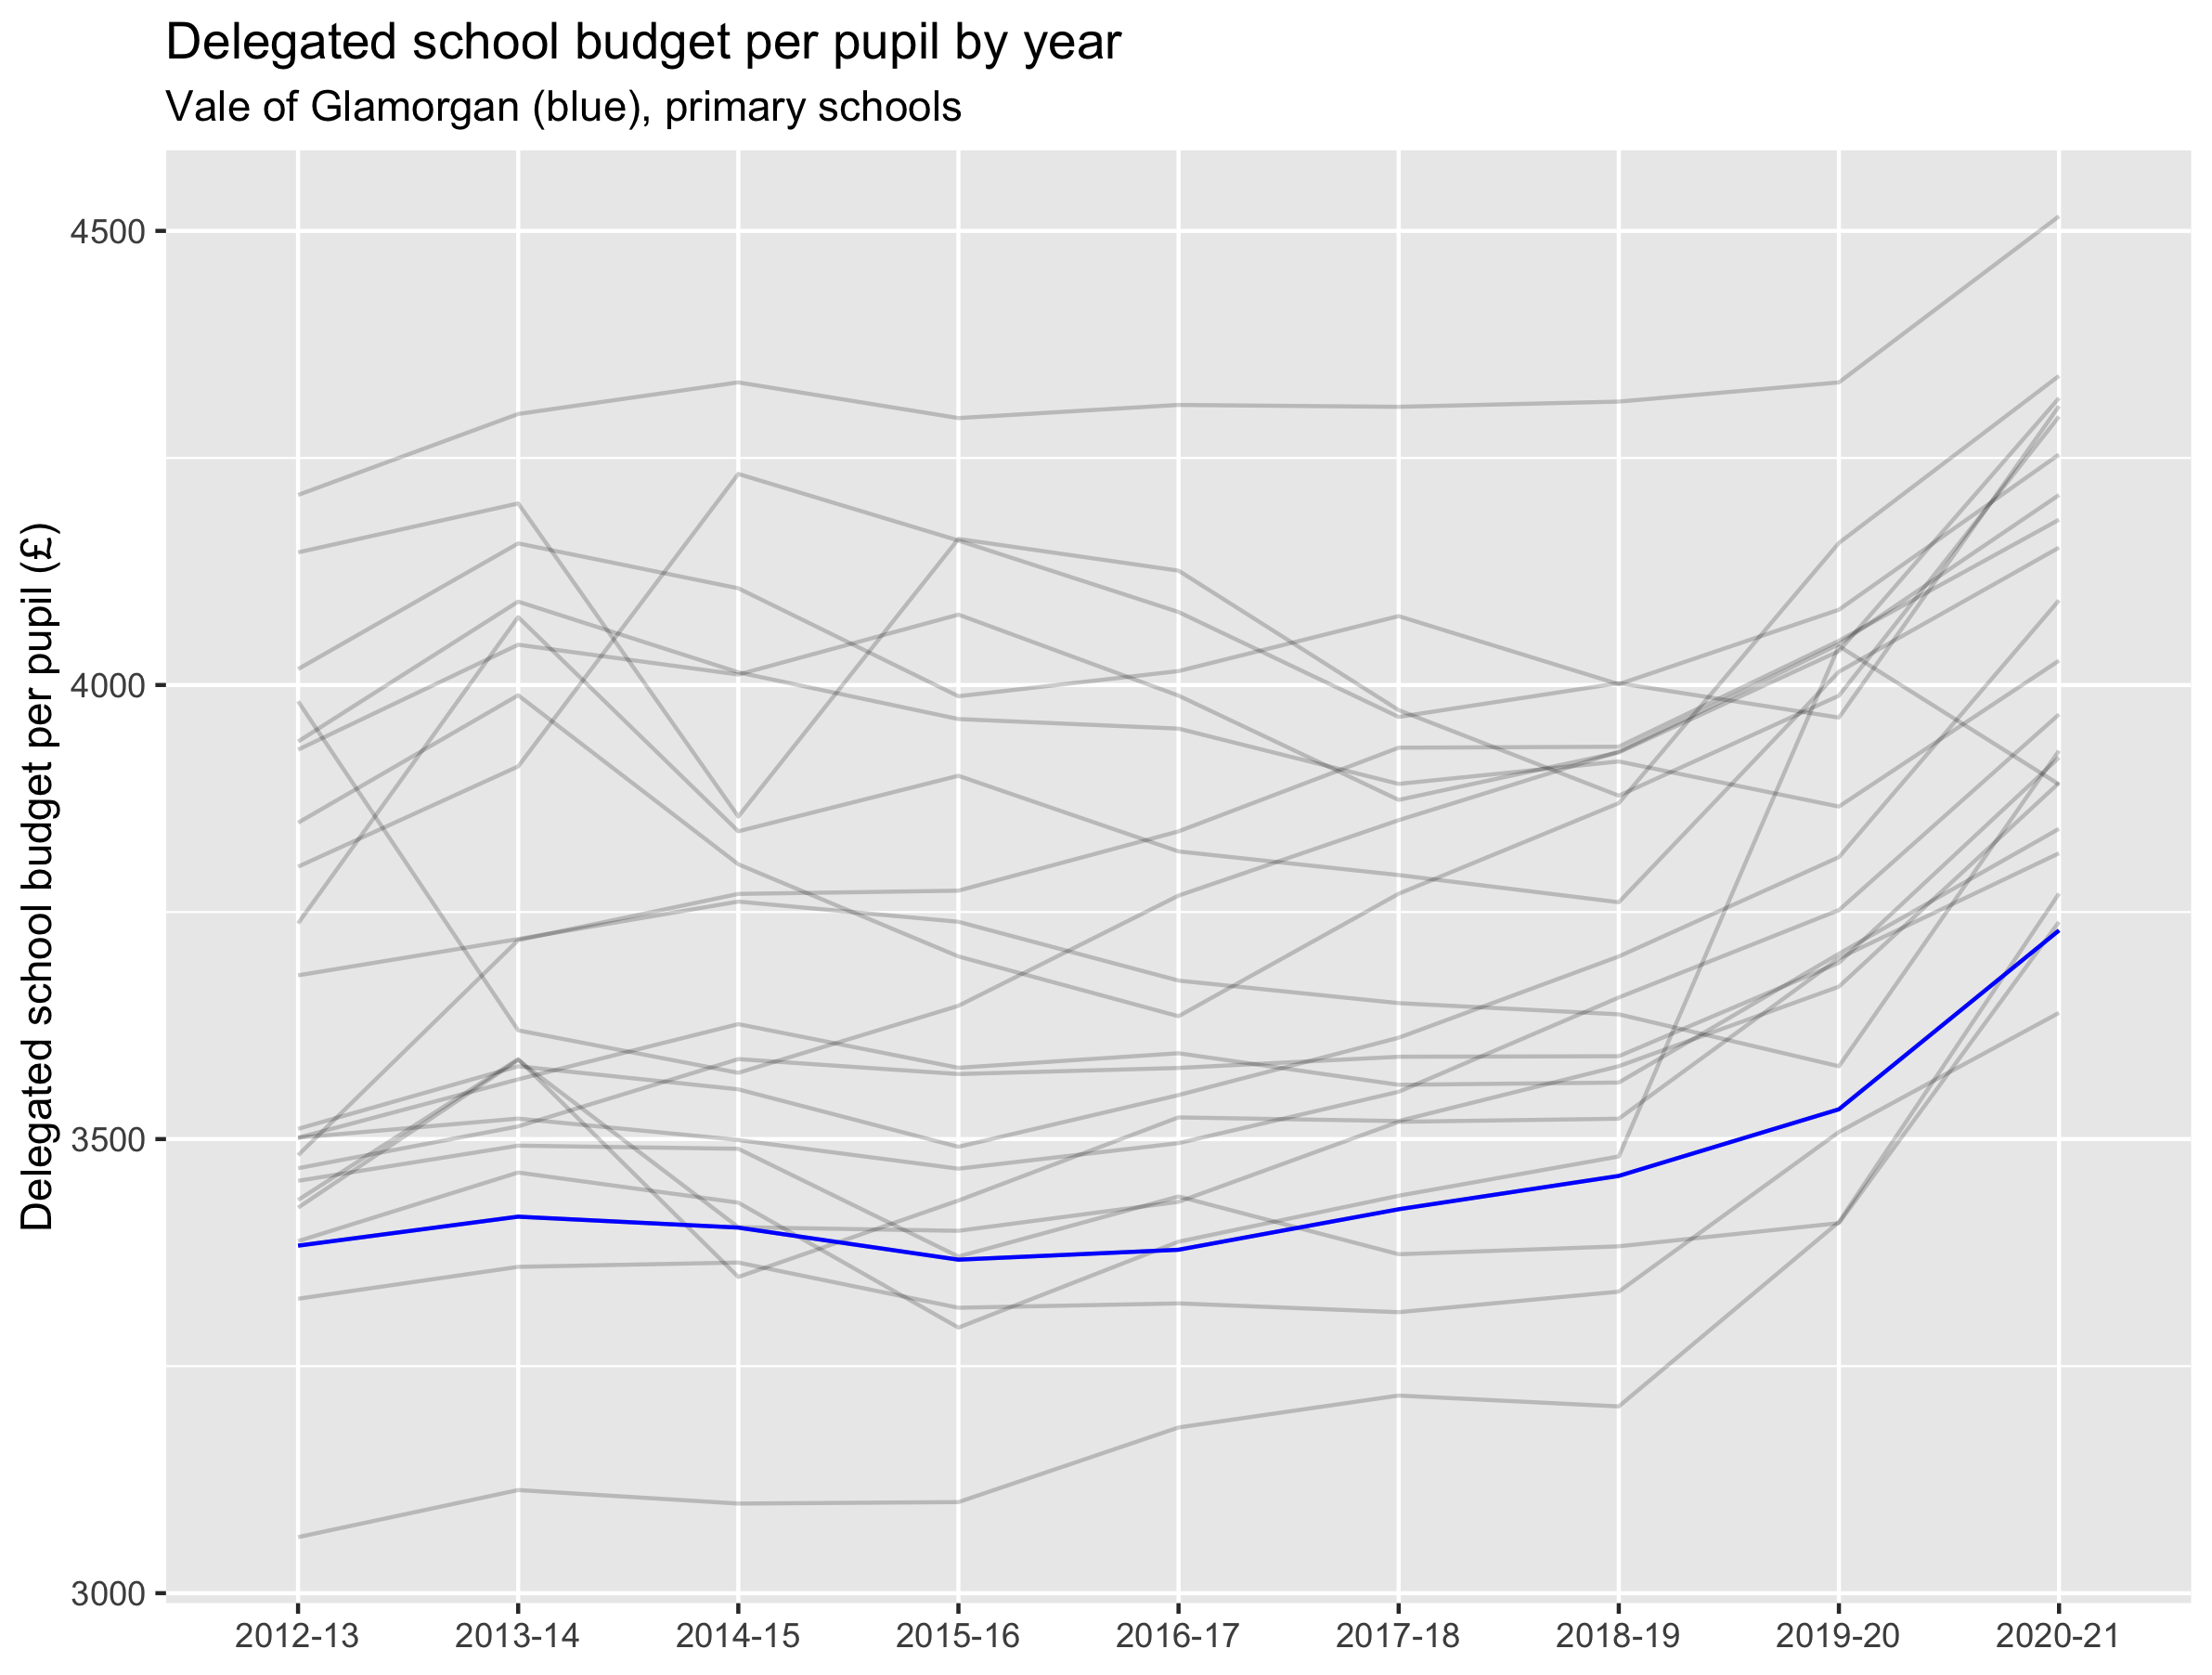 Delegated school budget per pupil by year
Vale of Glamorgan (blue), primary schools
Delegated school budget per pupil (£)
4500
4000
3500
3000
2012-13 2013-14 2014-15 2015-16 2016-17 2017-18 2018-19 2019-20 2020-21